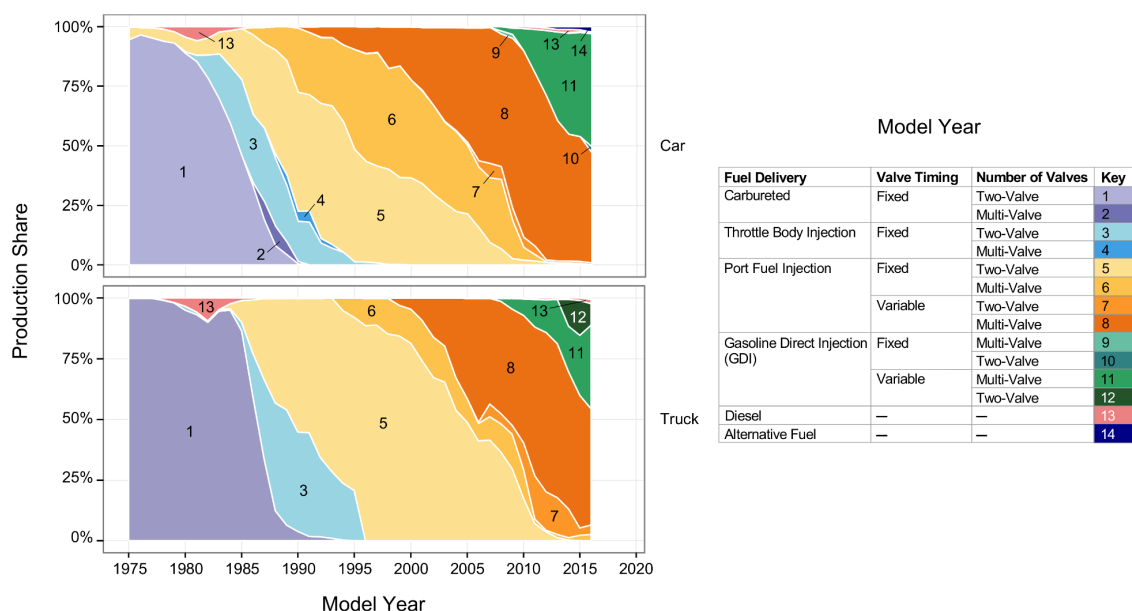 100%
75%
50%
25%
0%
13
9
13
14
11
6
8
3
10
1
7
4
5
2
Car
Production Share
100%
75%
50%
25%
0%
13
6
13
12
11
8
5
1
3
7
Truck
1975 1980 1985 1990 1995 2000 2005 2010 2015 2020
Model Year
Model Year
Fuel Delivery Valve Timing Number of Valves Key
Carbureted Fixed Two-Valve 1
Multi-Valve 2
Throttle Body Injection Fixed Two-Valve 3
Multi-Valve 4
Port Fuel Injection Fixed Two-Valve 5
Multi-Valve 6
Variable Two-Valve 7
Multi-Valve 8
Gasoline Direct Injection Fixed Multi-Valve 9
(GDI) Two-Valve 10
Variable Multi-Valve 11
Two-Valve 12
Diesel — — 13
Alternative Fuel — — 14